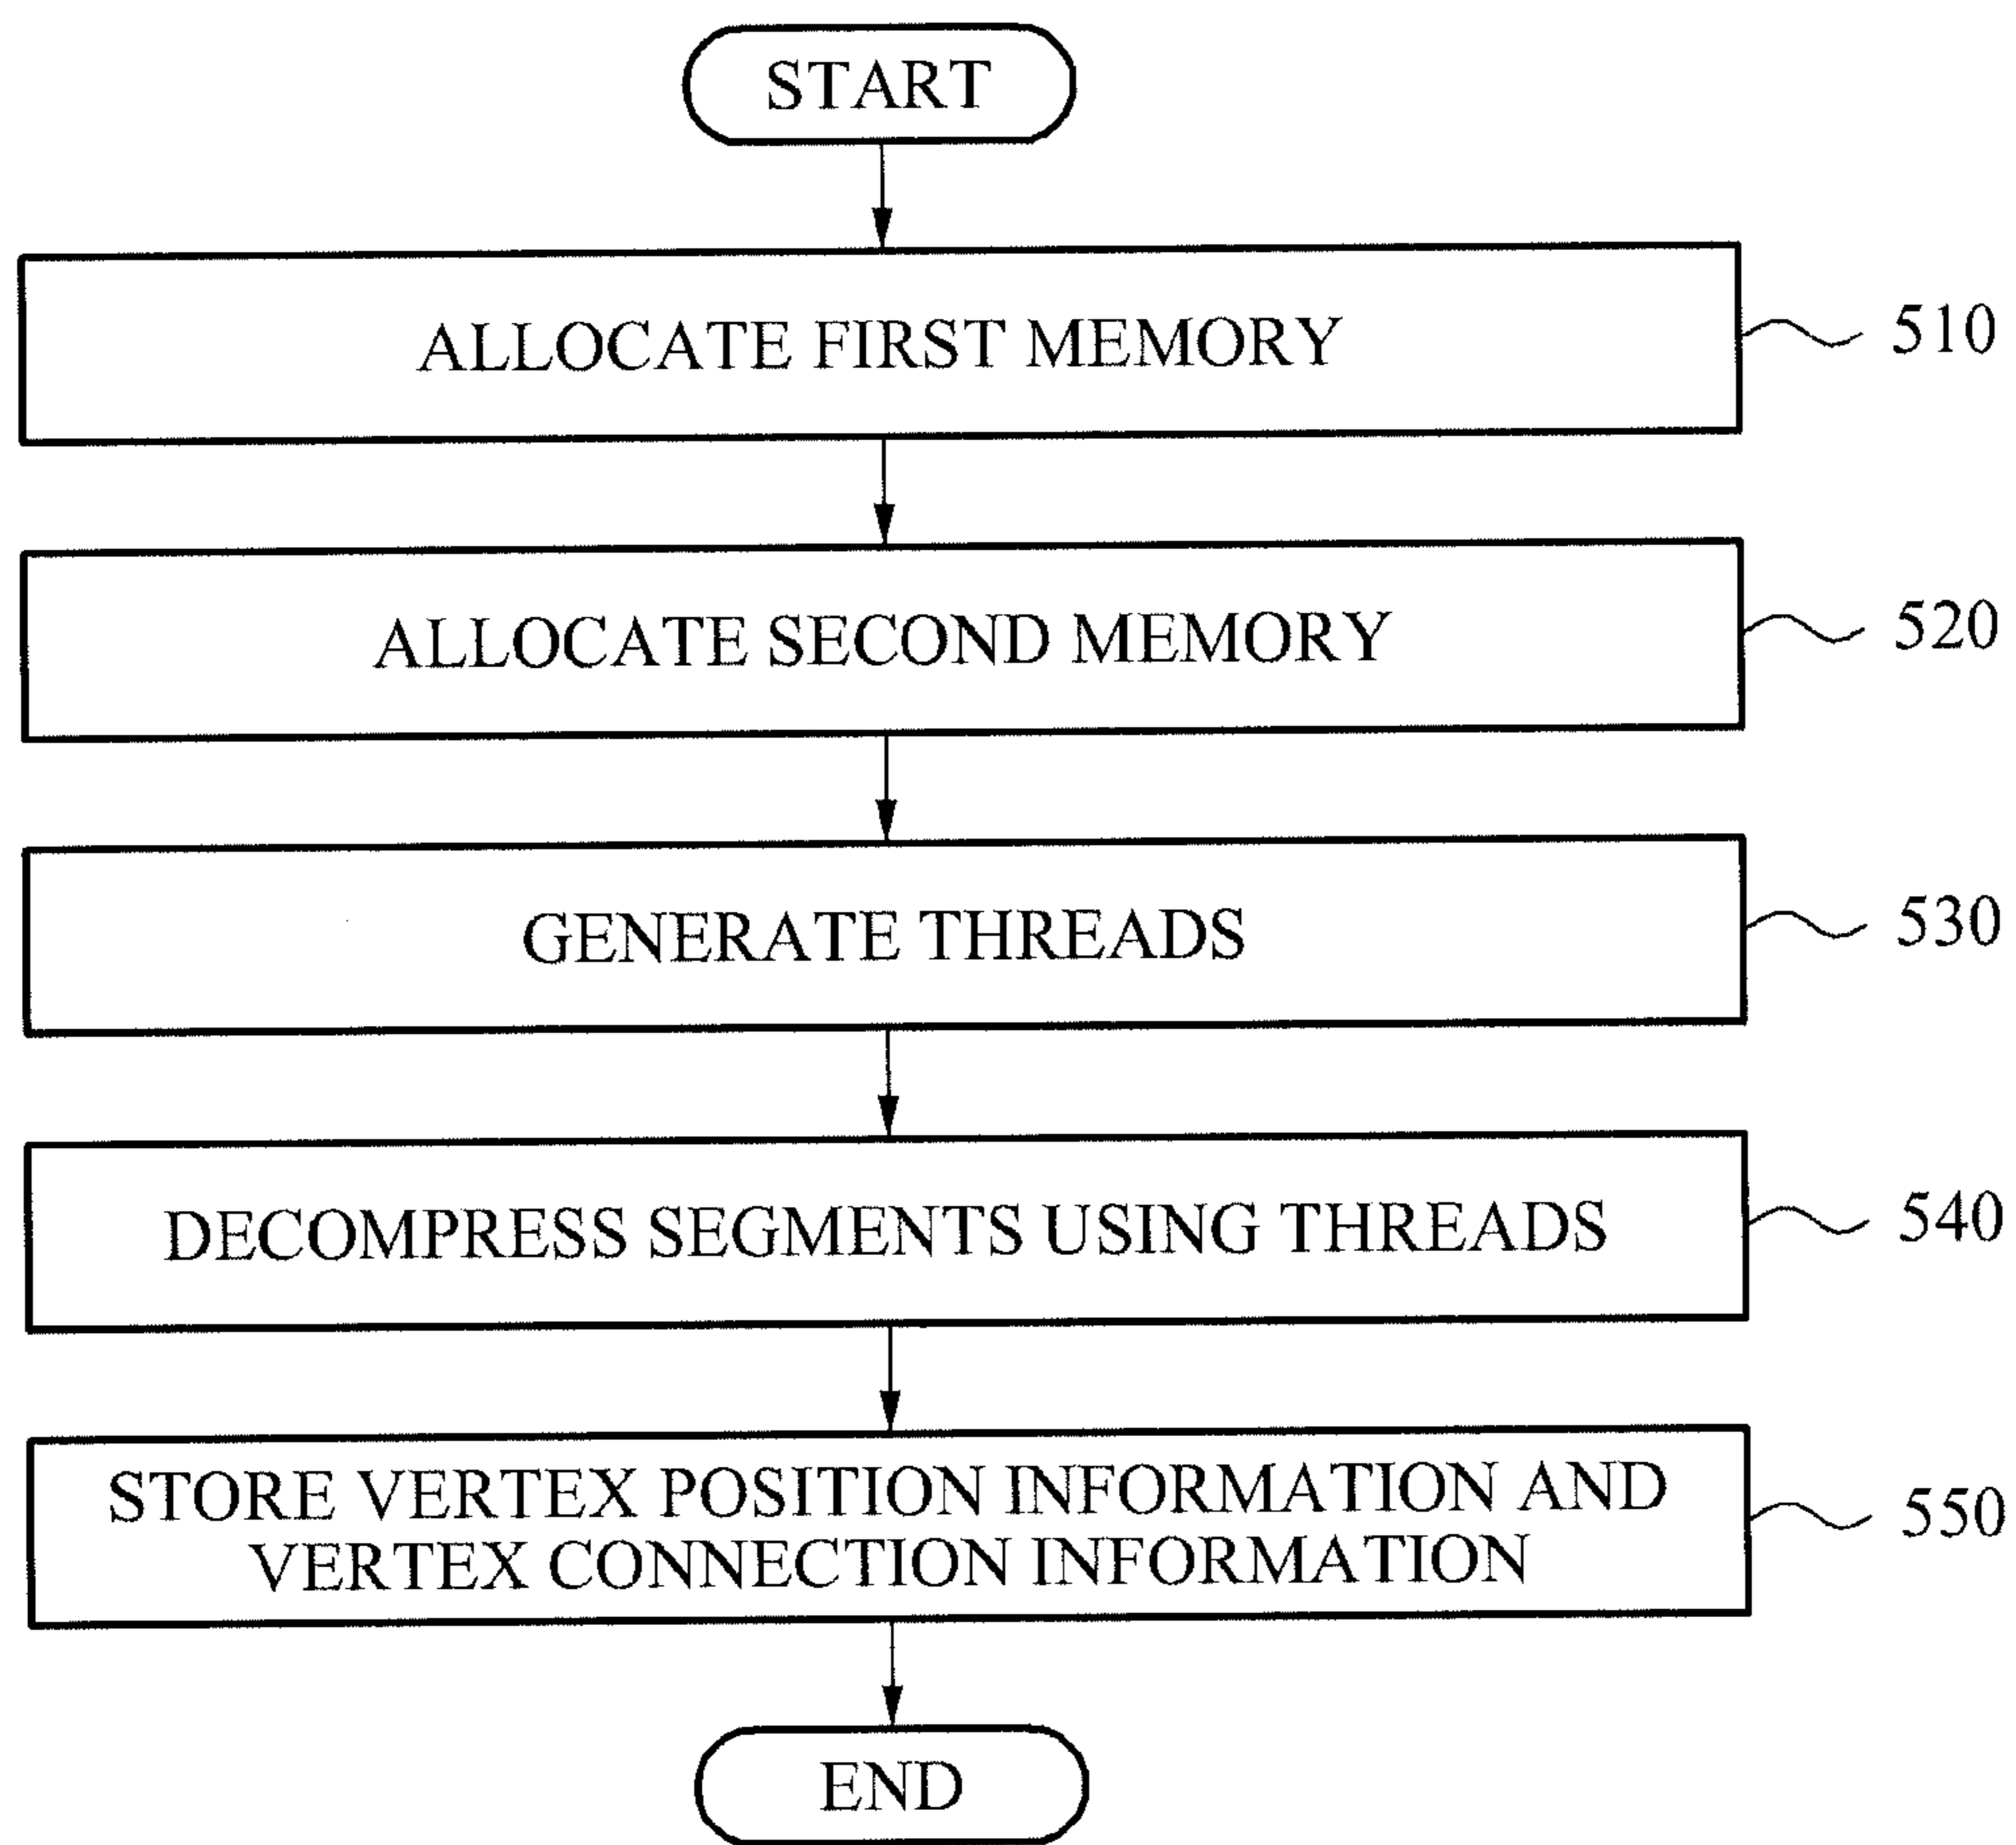 START
ALLOCATE FIRST MEMORY
510
ALLOCATE SECOND MEMORY
520
GENERATE THREADS
530
DECOMPRESS SEGMENTS USING THREADS
540
STORE VERTEX POSITION INFORMATION AND
VERTEX CONNECTION INFORMATION
550
END